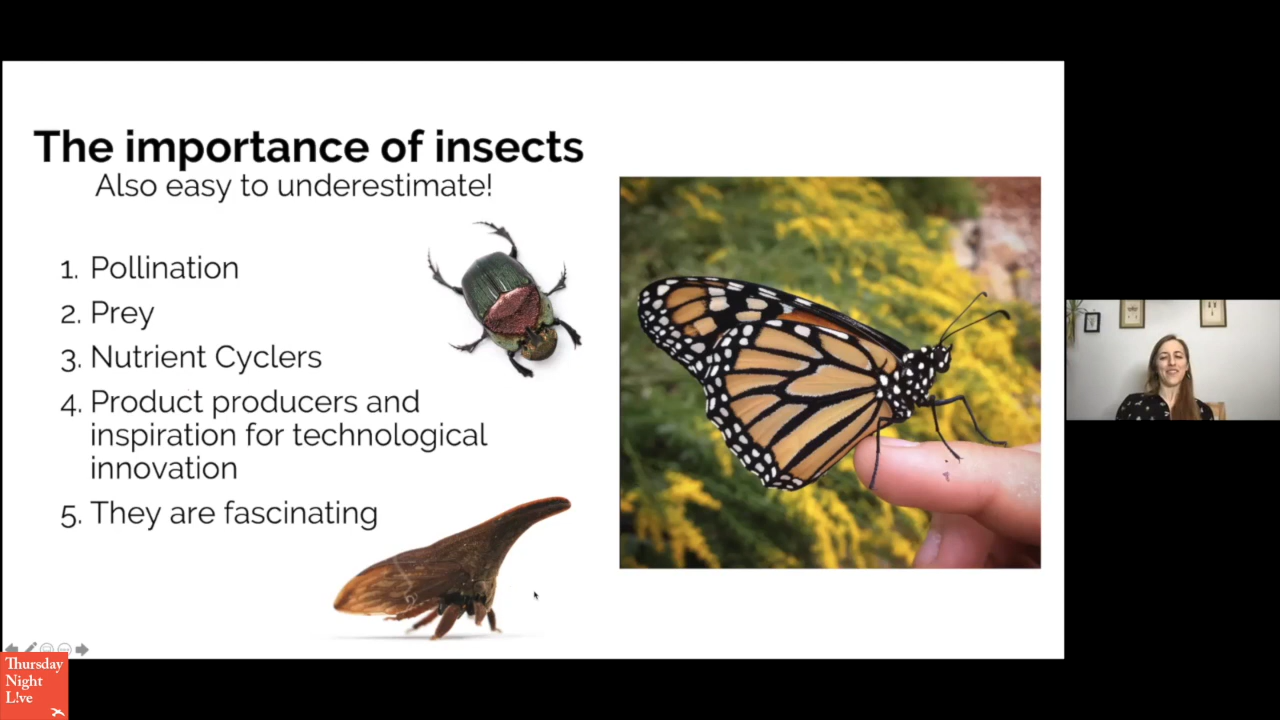 The importance of insects
Also easy to underestimate!
1. Pollination
2. Prey
3. Nutrient Cyclers
4. Product producers and
inspiration for technological
innovation
5. They are fascinating
Thursday
Night
L!ve